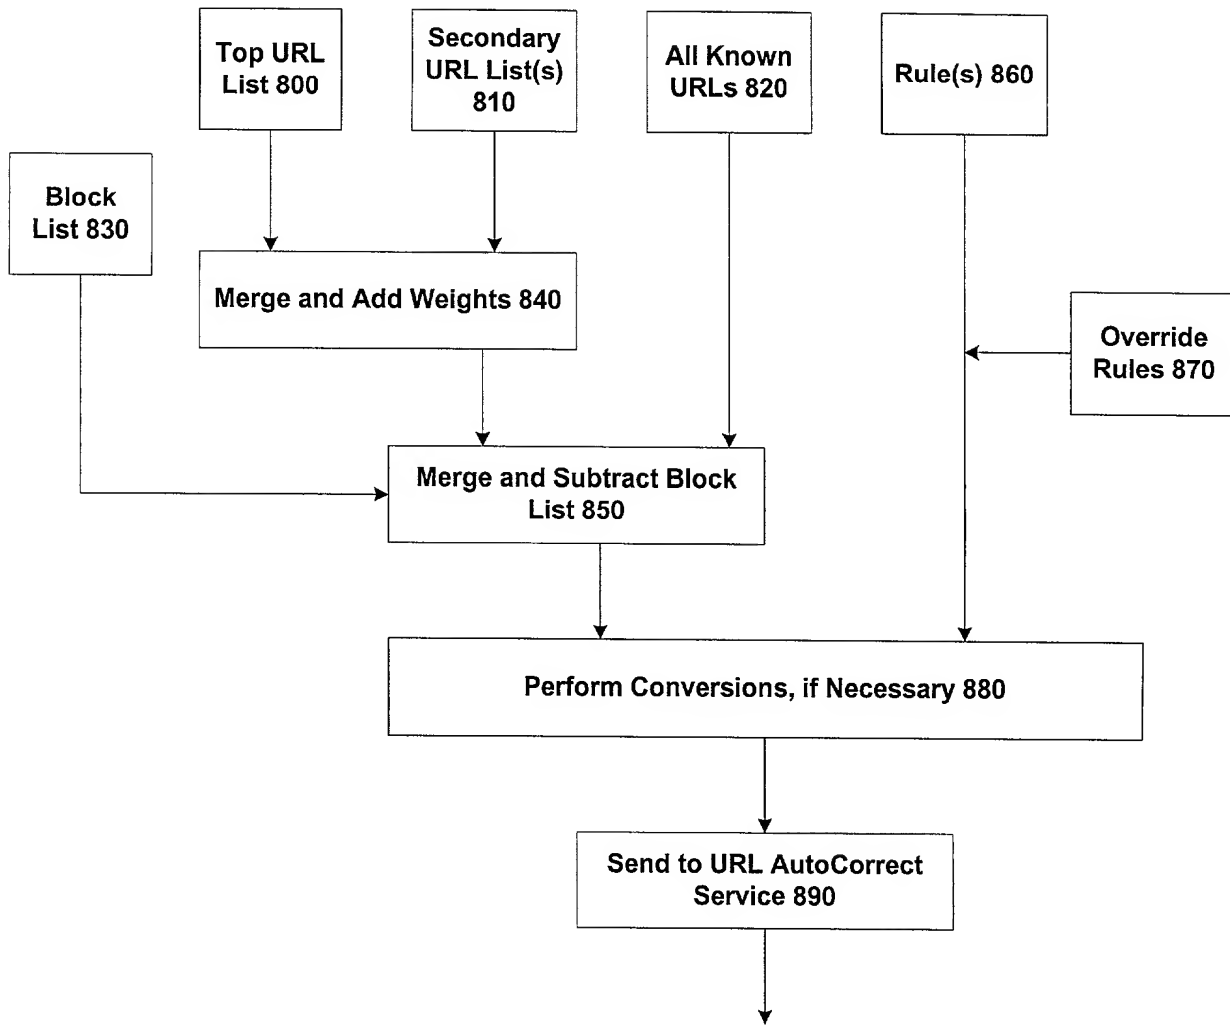 Top URL
List 800
Secondary
URL List(s)
810
All Known
URLs 820
Rule(s) 860
Block
List 830
Merge and Add Weights 840
Override
Rules 870
Merge and Subtract Block
List 850
Perform Conversions, if Necessary 880
Send to URL AutoCorrect
Service 890